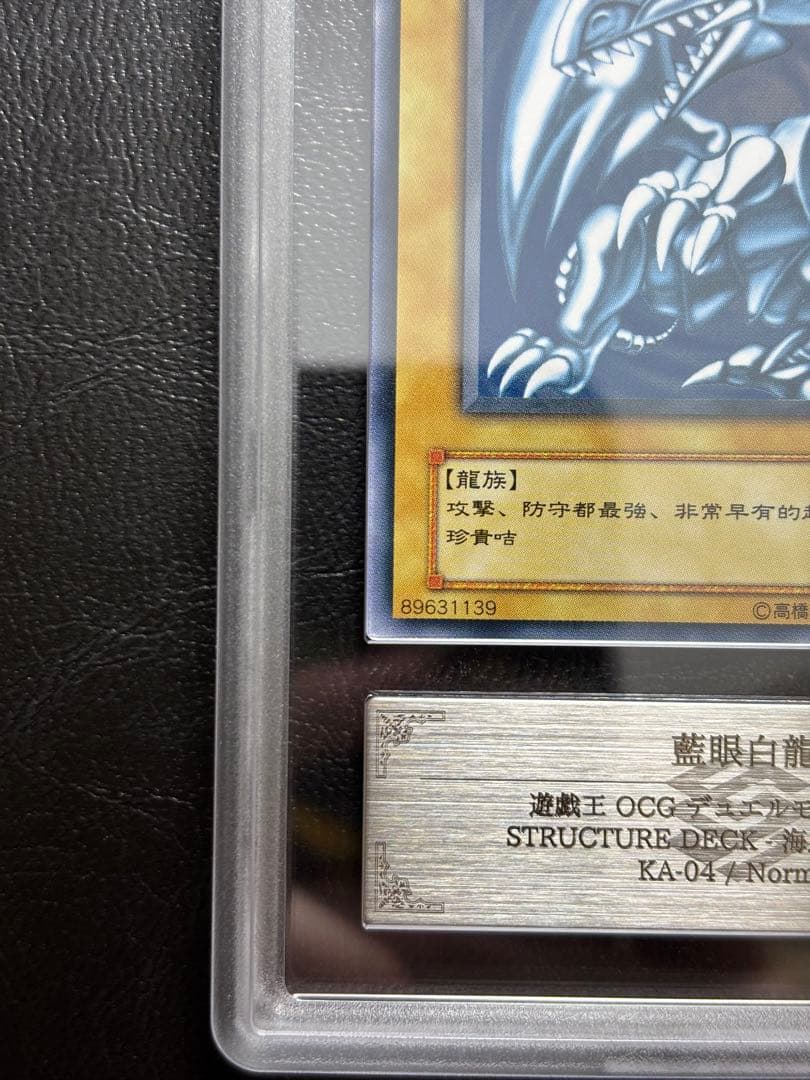 【龍族】
攻擊、防守都最強、非常早有的超
珍貴咭
89631139
©高橋
藍眼白龍
遊戯王 OCG デュエルモ
STRUCTURE DECK - 海
KA-04 / Norm